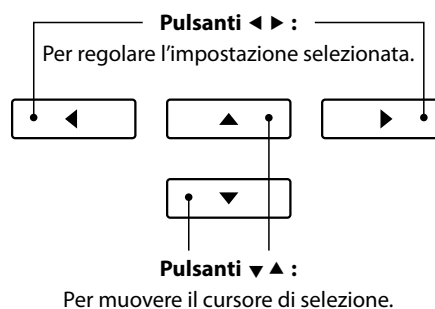 Pulsanti ◀ ▶ :
Per regolare l’impostazione selezionata.
Pulsanti ▼ ▲ :
Per muovere il cursore di selezione.